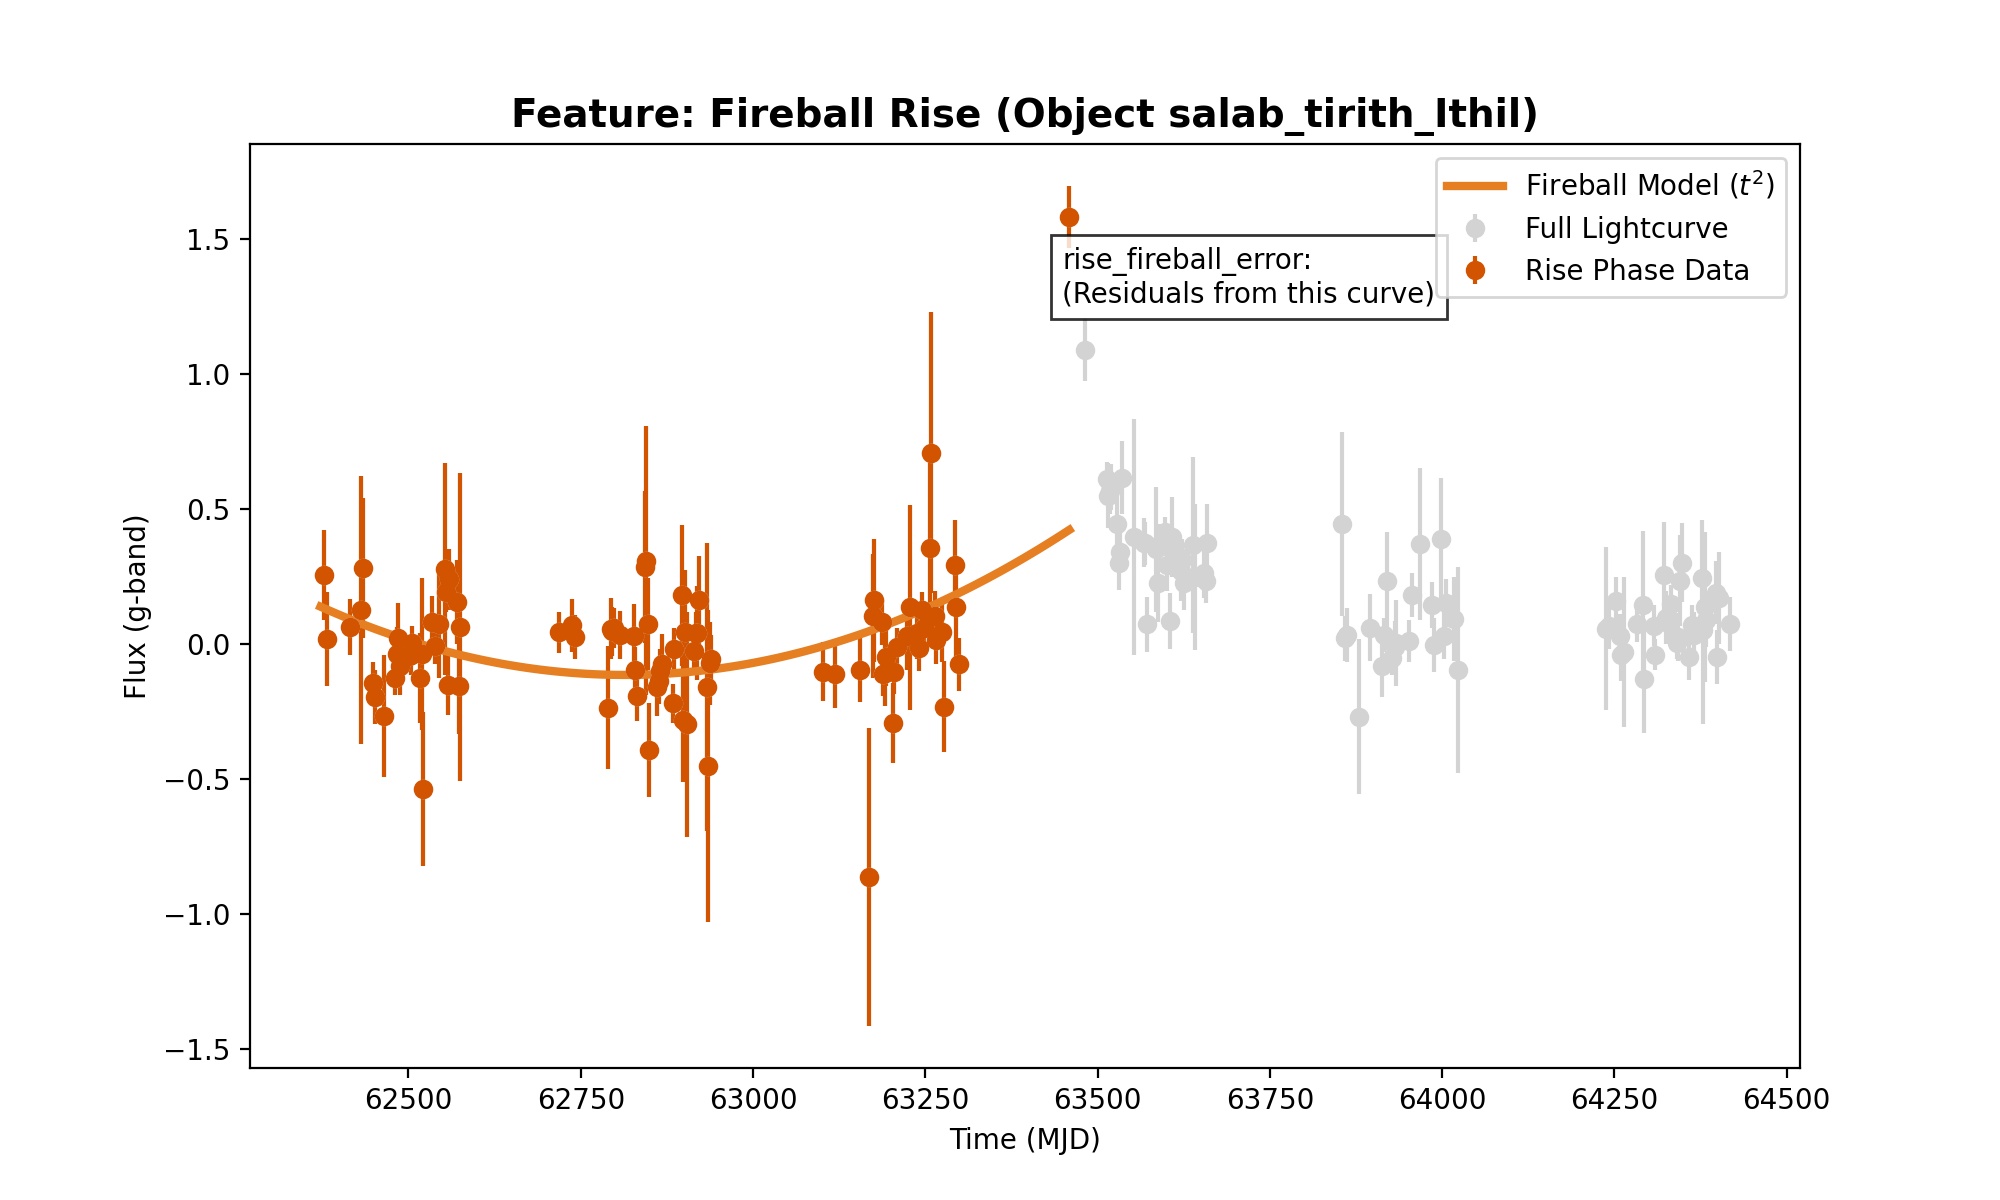 Feature: Fireball Rise (Object salab_tirith_Ithil)
Fireball Model (t²)
Full Lightcurve
Rise Phase Data
rise_fireball_error:
(Residuals from this curve)
Flux (g-band)
1.5
1.0
0.5
0.0
−0.5
−1.0
−1.5
62500 62750 63000 63250 63500 63750 64000 64250 64500
Time (MJD)